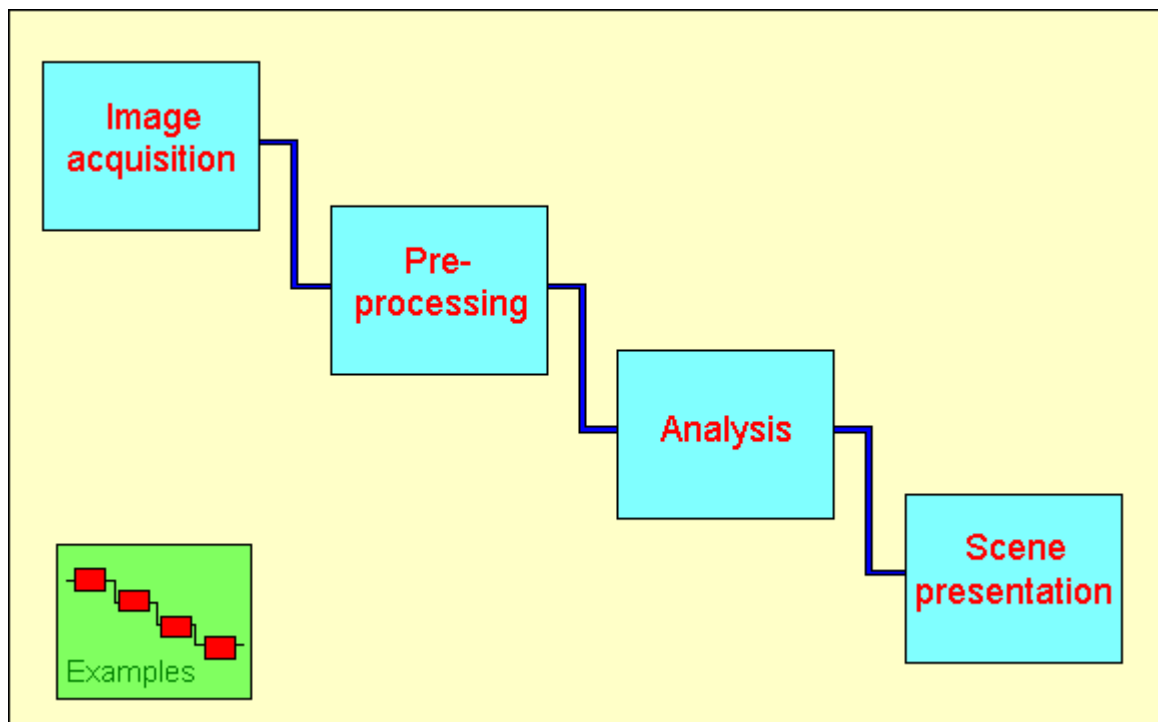 Image
acquisition
Pre-
processing
Analysis
Scene
presentation
Examples